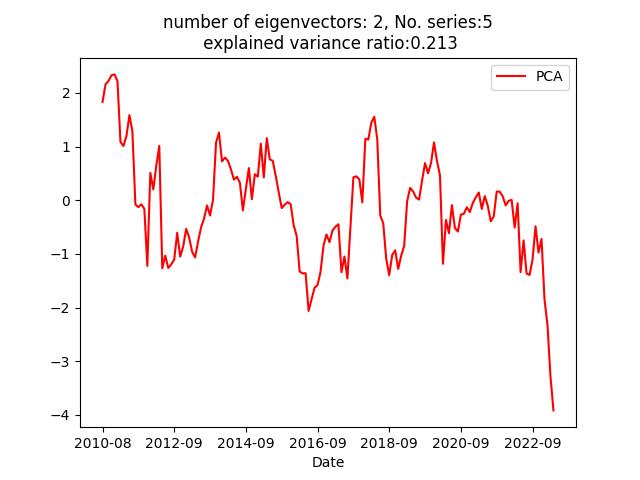 number of eigenvectors: 2, No. series:5
explained variance ratio:0.213
PCA
2
1
0
−1
−2
−3
−4
2010-08 2012-09 2014-09 2016-09 2018-09 2020-09 2022-09
Date